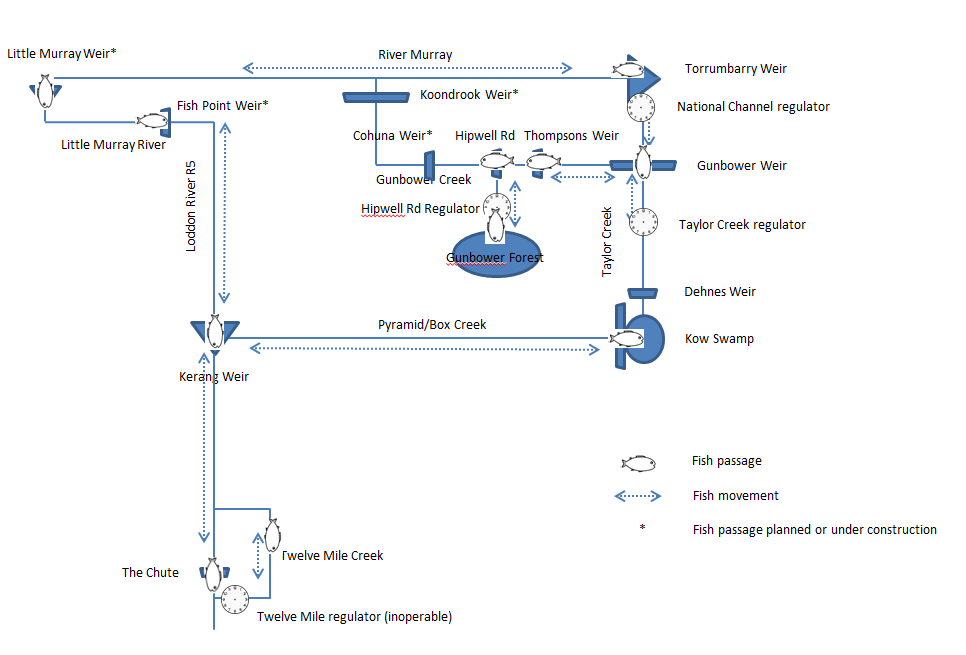 Little Murray Weir*
River Murray
Torrumbarry Weir
Koondrook Weir*
Fish Point Weir*
National Channel regulator
Cohuna Weir*
Hipwell Rd
Thompsons Weir
Little Murray River
Gunbower Weir
Gunbower Creek
Loddon River R5
Hipwell Rd Regulator
Taylor Creek
Taylor Creek regulator
Gunbower Forest
Dehnes Weir
Pyramid/Box Creek
Kow Swamp
Kerang Weir
Fish passage
Fish movement
* Fish passage planned or under construction
Twelve Mile Creek
The Chute
Twelve Mile regulator (inoperable)